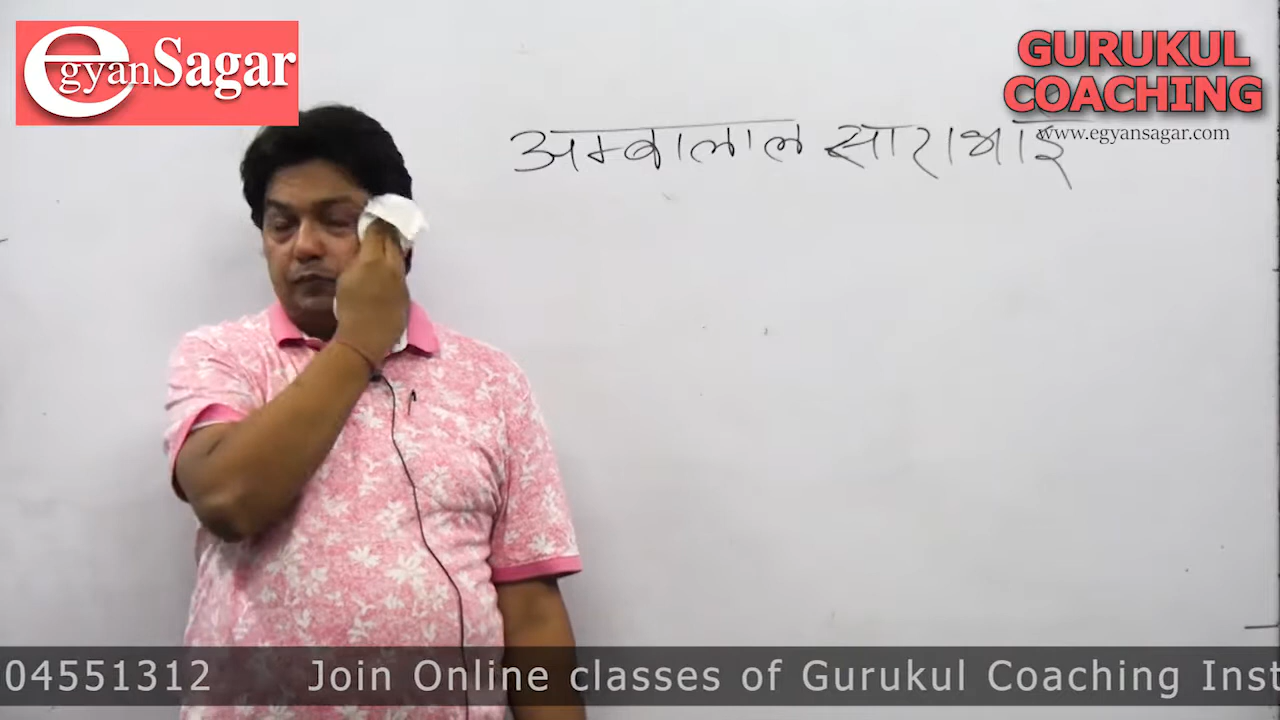 egyanSagar
GURUKUL
COACHING
www.egyansagar.com
अम्बालाल साराभाई
04551312 Join Online classes of Gurukul Coaching Inst